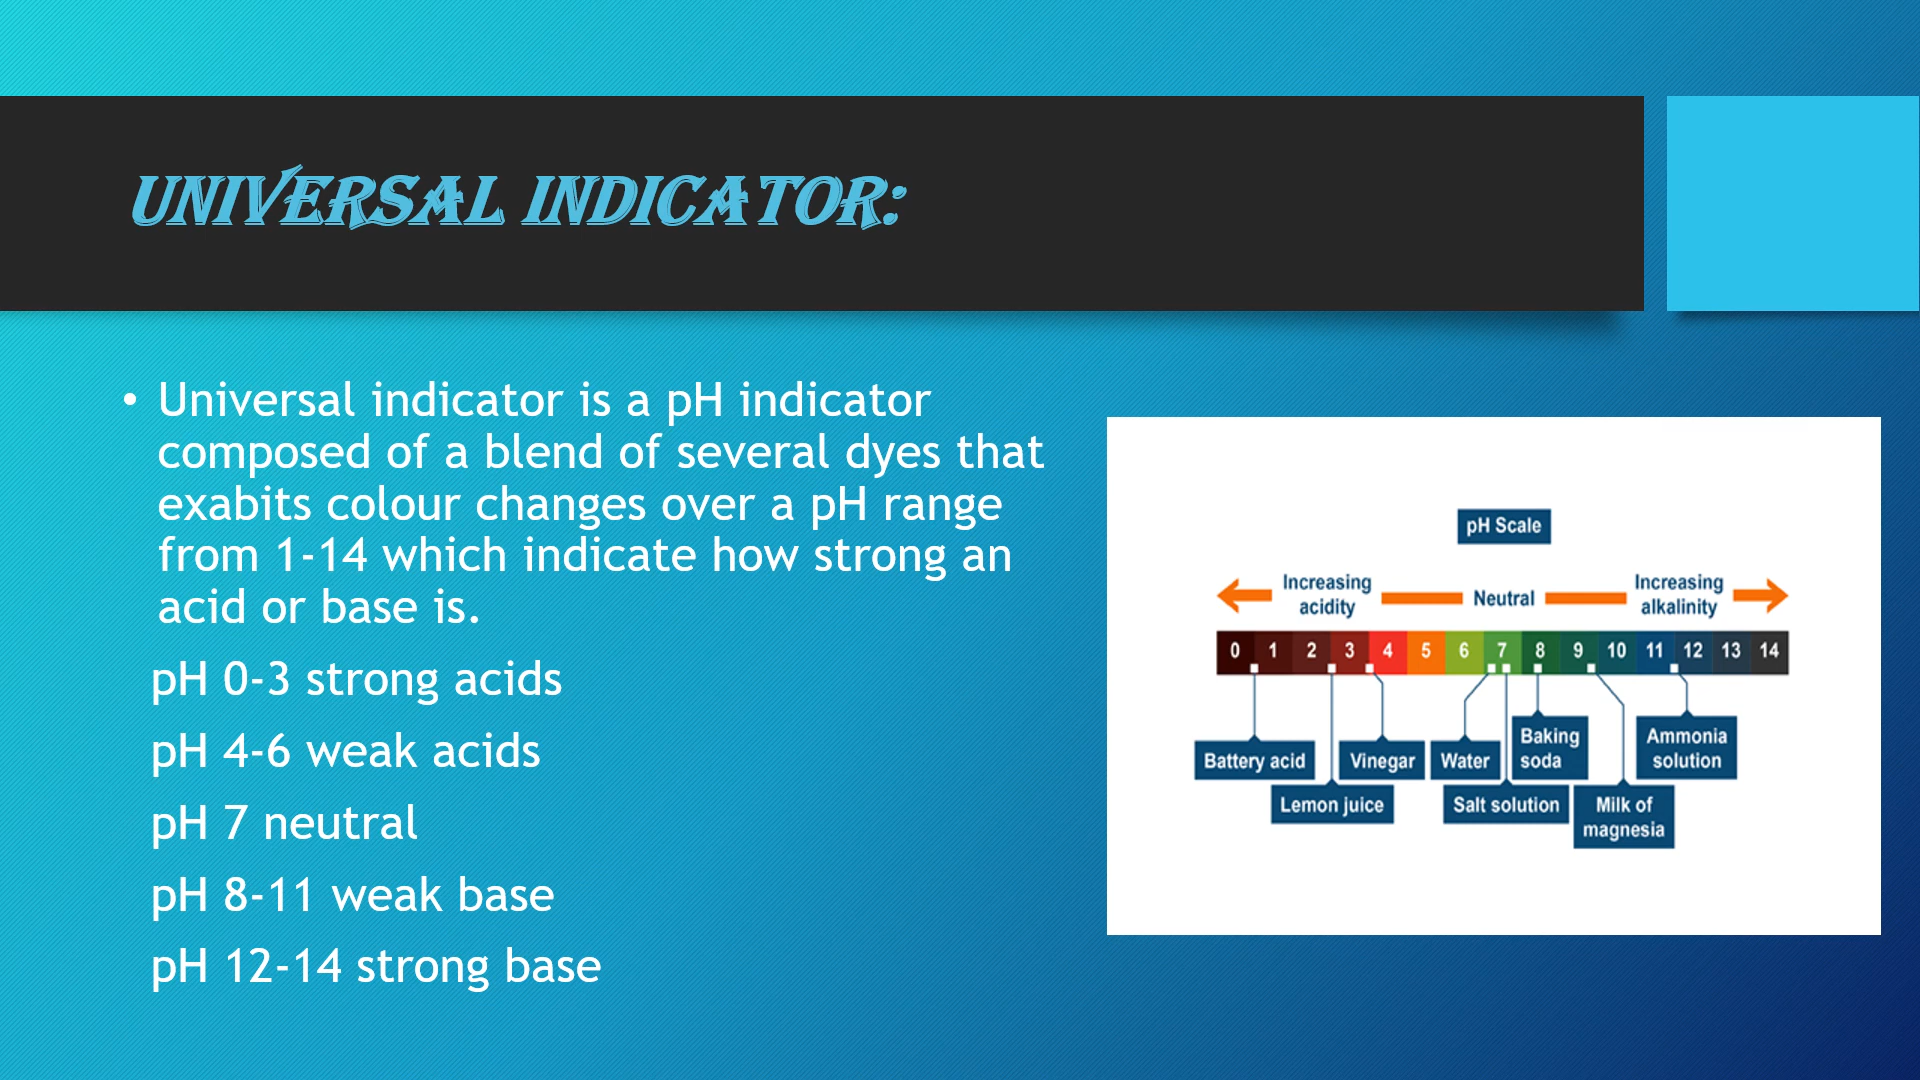 UNIVERSAL INDICATOR:
• Universal indicator is a pH indicator
composed of a blend of several dyes that
exabits colour changes over a pH range
from 1-14 which indicate how strong an
acid or base is.
pH 0-3 strong acids
pH 4-6 weak acids
pH 7 neutral
pH 8-11 weak base
pH 12-14 strong base
pH Scale
Increasing
acidity
Neutral
Increasing
alkalinity
0 1 2 3 4 5 6 7 8 9 10 11 12 13 14
Battery acid
Lemon juice
Vinegar
Water
Salt solution
Baking
soda
Milk of
magnesia
Ammonia
solution